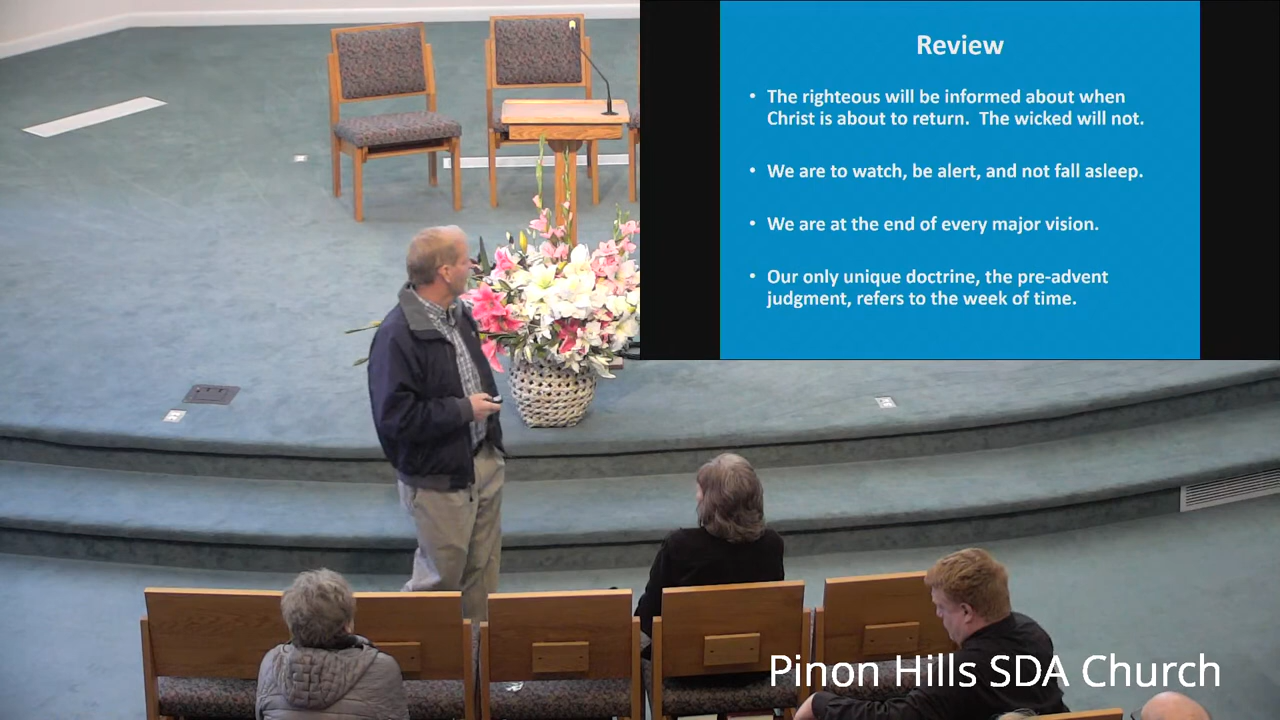 Review
• The righteous will be informed about when
Christ is about to return.  The wicked will not.
• We are to watch, be alert, and not fall asleep.
• We are at the end of every major vision.
• Our only unique doctrine, the pre-advent
judgment, refers to the week of time.
Pinon Hills SDA Church